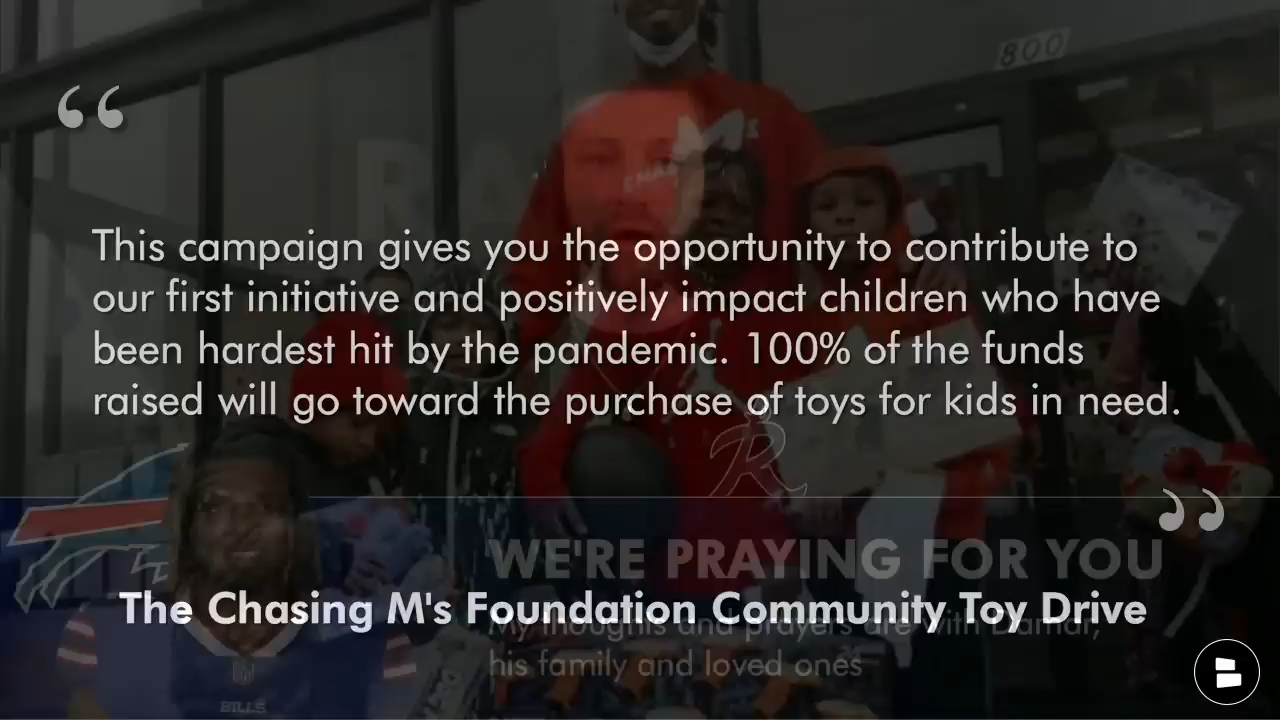 800
“
This campaign gives you the opportunity to contribute to
our first initiative and positively impact children who have
been hardest hit by the pandemic. 100% of the funds
raised will go toward the purchase of toys for kids in need.
R
”
WE'RE PRAYING FOR YOU
The Chasing M's Foundation Community Toy Drive
My thoughts and prayers are with Damar,
his family and loved ones
BILLS